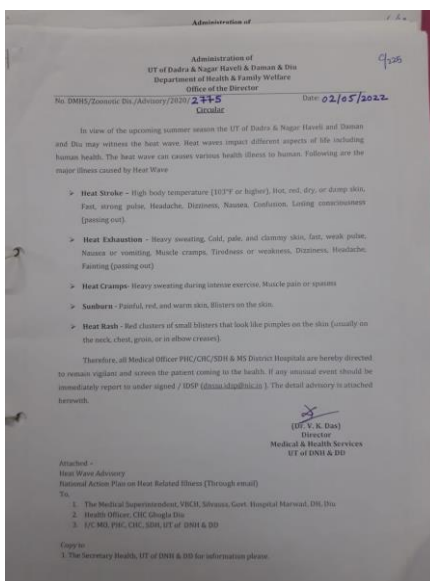 Administration of
C/225
Administration of
UT of Dadra & Nagar Haveli & Daman & Diu
Department of Health & Family Welfare
Office of the Director
No. DMHS/Zoonotic Dis./Advisory/2020/2775 Date: 02/05/2022
Circular
In view of the upcoming summer season the UT of Dadra & Nagar Haveli and Daman
and Diu may witness the heat wave. Heat waves impact different aspects of life including
human health. The heat wave can causes various health illness to human. Following are the
major illness caused by Heat Wave
➤ Heat Stroke – High body temperature (103°F or higher), Hot, red, dry, or damp skin,
Fast, strong pulse, Headache, Dizziness, Nausea, Confusion, Losing consciousness
(passing out).
➤ Heat Exhaustion - Heavy sweating, Cold, pale, and clammy skin, fast, weak pulse,
Nausea or vomiting, Muscle cramps, Tiredness or weakness, Dizziness, Headache,
Fainting (passing out)
➤ Heat Cramps- Heavy sweating during intense exercise, Muscle pain or spasms
➤ Sunburn - Painful, red, and warm skin, Blisters on the skin.
➤ Heat Rash - Red clusters of small blisters that look like pimples on the skin (usually on
the neck, chest, groin, or in elbow creases).
Therefore, all Medical Officer PHC/CHC/SDH & MS District Hospitals are hereby directed
to remain vigilant and screen the patient coming to the health. If any unusual event should be
immediately report to under signed / IDSP (dnsu.idsp@nic.in ). The detail advisory is attached
herewith.
(Dr. V. K. Das)
Director
Medical & Health Services
UT of DNH & DD
Attached –
Heat Wave Advisory
National Action Plan on Heat Related Illness (Through email)
To,
1. The Medical Superintendent, VBCH, Silvassa, Govt. Hospital Marwad, DH, Diu
2. Health Officer, CHC Ghogla Diu
3. I/C MO, PHC, CHC, SDH, UT of DNH & DD
Copy to
1. The Secretary Health, UT of DNH & DD for information please.